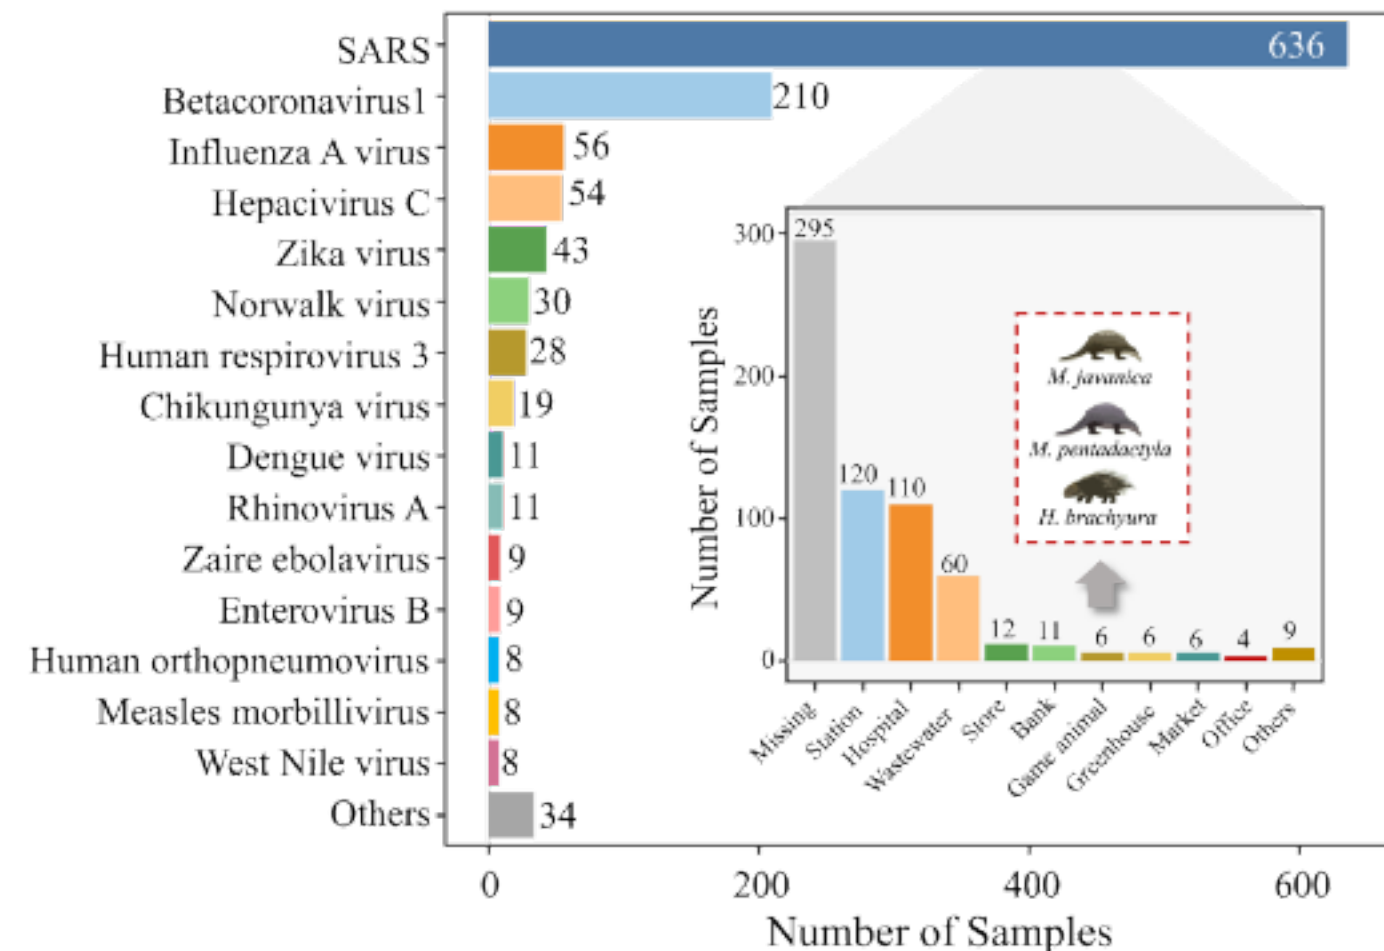 SARS 636
Betacoronavirus1 210
Influenza A virus 56
Hepacivirus C 54
Zika virus 43
Norwalk virus 30
Human respirovirus 3 28
Chikungunya virus 19
Dengue virus 11
Rhinovirus A 11
Zaire ebolavirus 9
Enterovirus B 9
Human orthopneumovirus 8
Measles morbillivirus 8
West Nile virus 8
Others 34
0 200 400 600
Number of Samples
Number of Samples
300
200
100
0
295 120 110 60 12 11 6 6 6 4 9
M. javanica
M. pentadactyla
H. brachyura
Missing
Station
Hospital
Wastewater
Store
Bank
Game animal
Greenhouse
Market
Office
Others